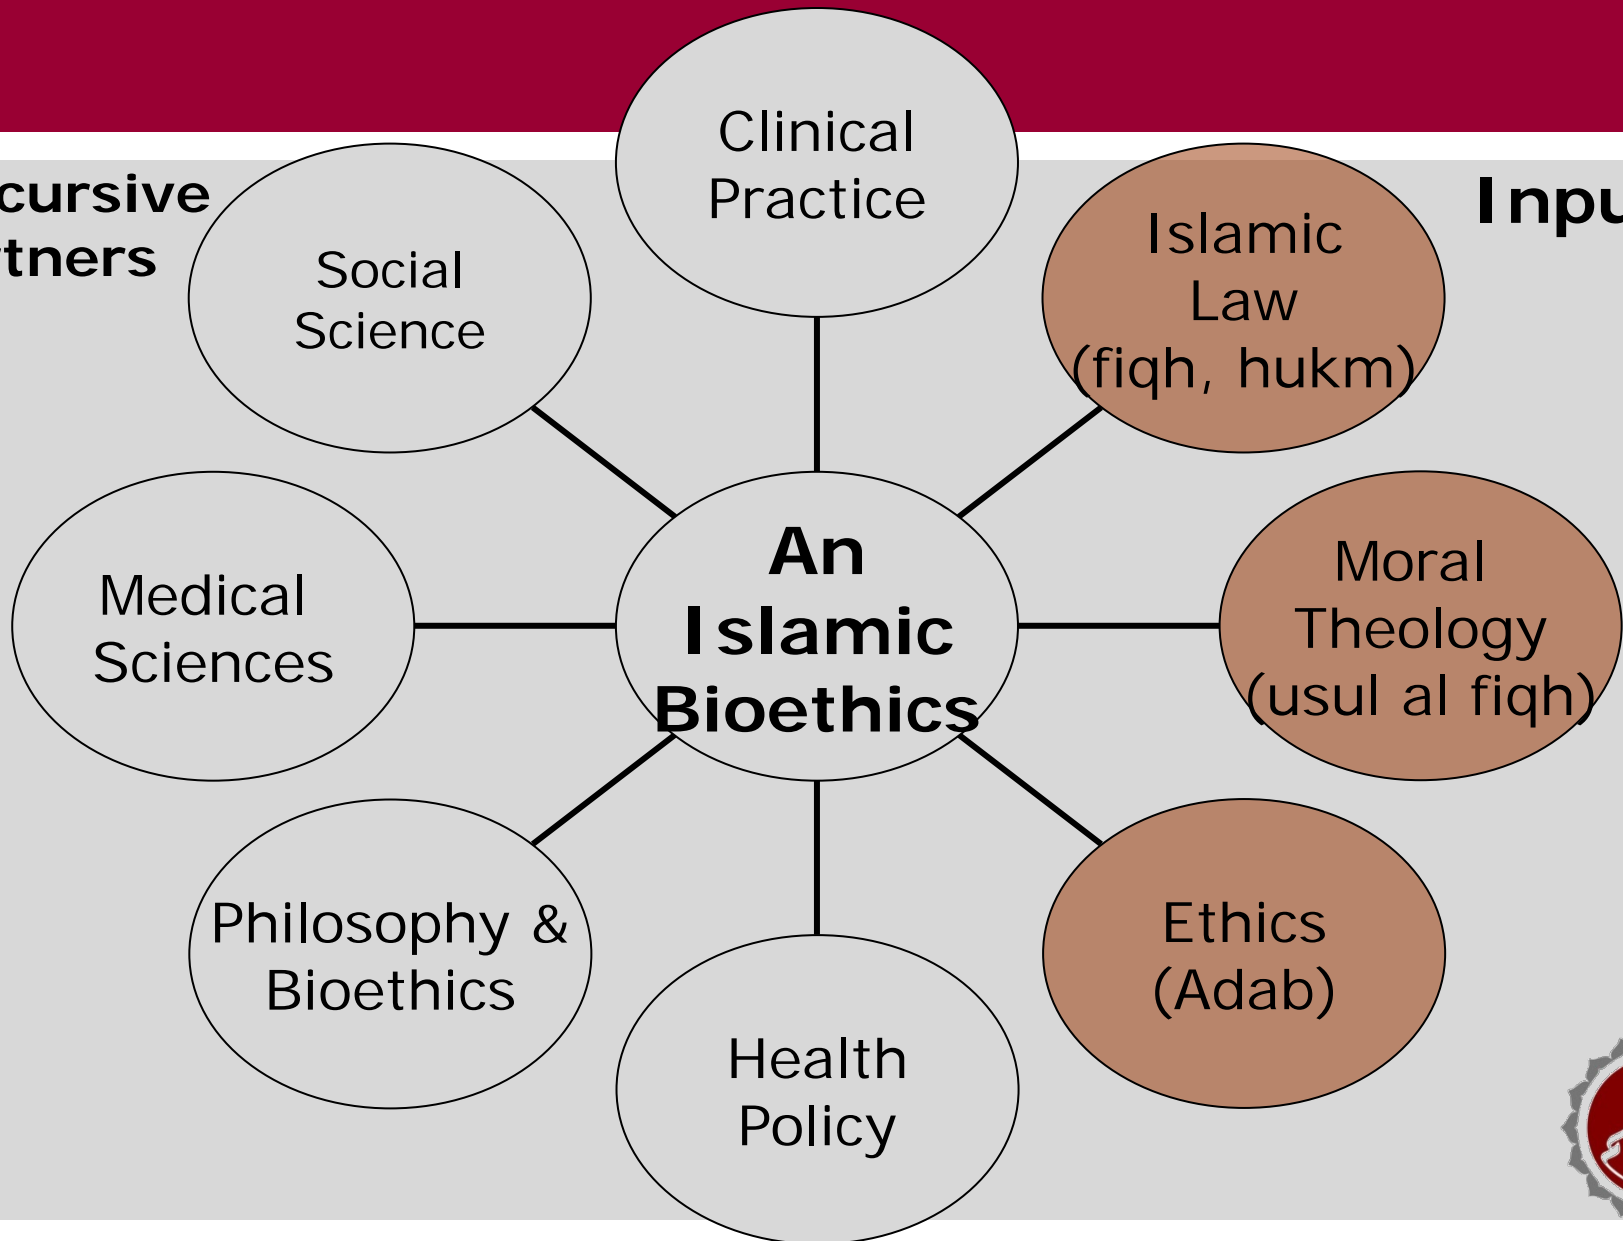 Clinical
Practice
cursive
tners
Social
Science
Islamic
Law
(fiqh, hukm)
Inpu
Medical
Sciences
An
Islamic
Bioethics
Moral
Theology
(usul al fiqh)
Philosophy &
Bioethics
Health
Policy
Ethics
(Adab)